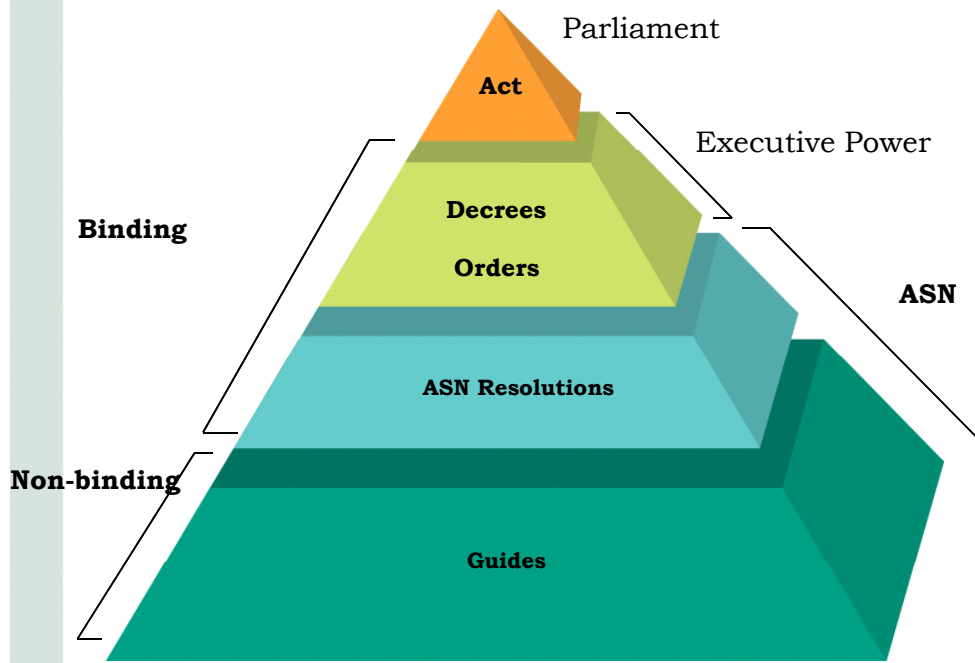 Parliament
Act
Executive Power
Decrees
Binding
Orders
ASN
ASN Resolutions
Non-binding
Guides